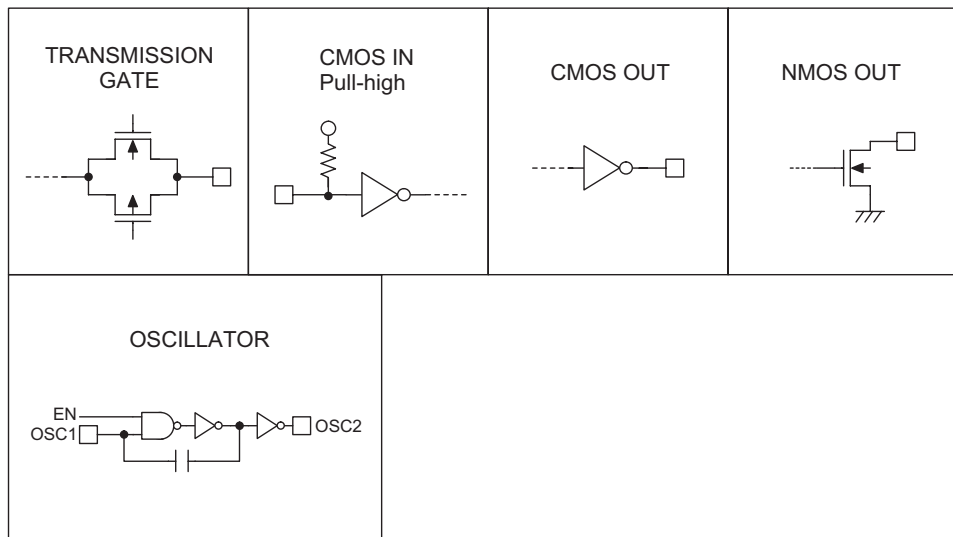 TRANSMISSION
GATE
CMOS IN
Pull-high
CMOS OUT
NMOS OUT
OSCILLATOR
EN
OSC1
OSC2